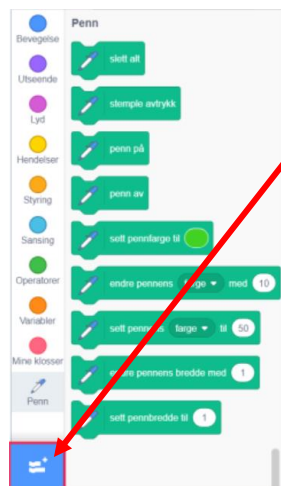 Penn
Bevegelse
Utseende
Lyd
Hendelser
Styring
Sansing
Operatorer
Variabler
Mine klosser
Penn
slett alt
stemple avtrykk
penn på
penn av
sett pennfarge til
endre pennens farge med 10
sett pennens farge til 50
endre pennens bredde med 1
sett pennbredde til 1